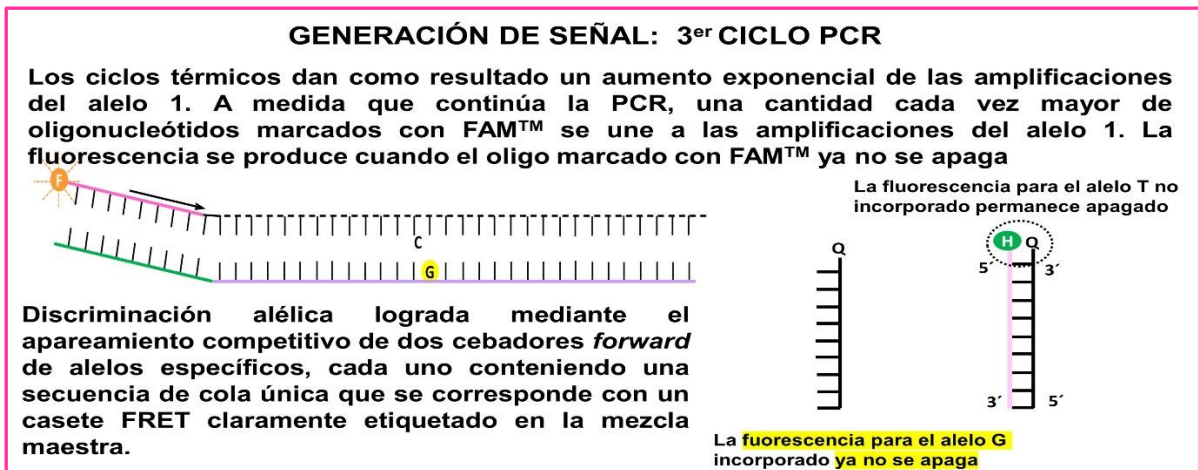 GENERACIÓN DE SEÑAL: 3er CICLO PCR
Los ciclos térmicos dan como resultado un aumento exponencial de las amplificaciones
del alelo 1. A medida que continúa la PCR, una cantidad cada vez mayor de
oligonucleótidos marcados con FAM™ se une a las amplificaciones del alelo 1. La
fluorescencia se produce cuando el oligo marcado con FAM™ ya no se apaga
F
La fluorescencia para el alelo T no
incorporado permanece apagado
C
G
Q
H Q
5´ 3´
3´ 5´
Discriminación alélica lograda mediante el
apareamiento competitivo de dos cebadores forward
de alelos específicos, cada uno conteniendo una
secuencia de cola única que se corresponde con un
casete FRET claramente etiquetado en la mezcla
maestra.
La fuorescencia para el alelo G
incorporado ya no se apaga